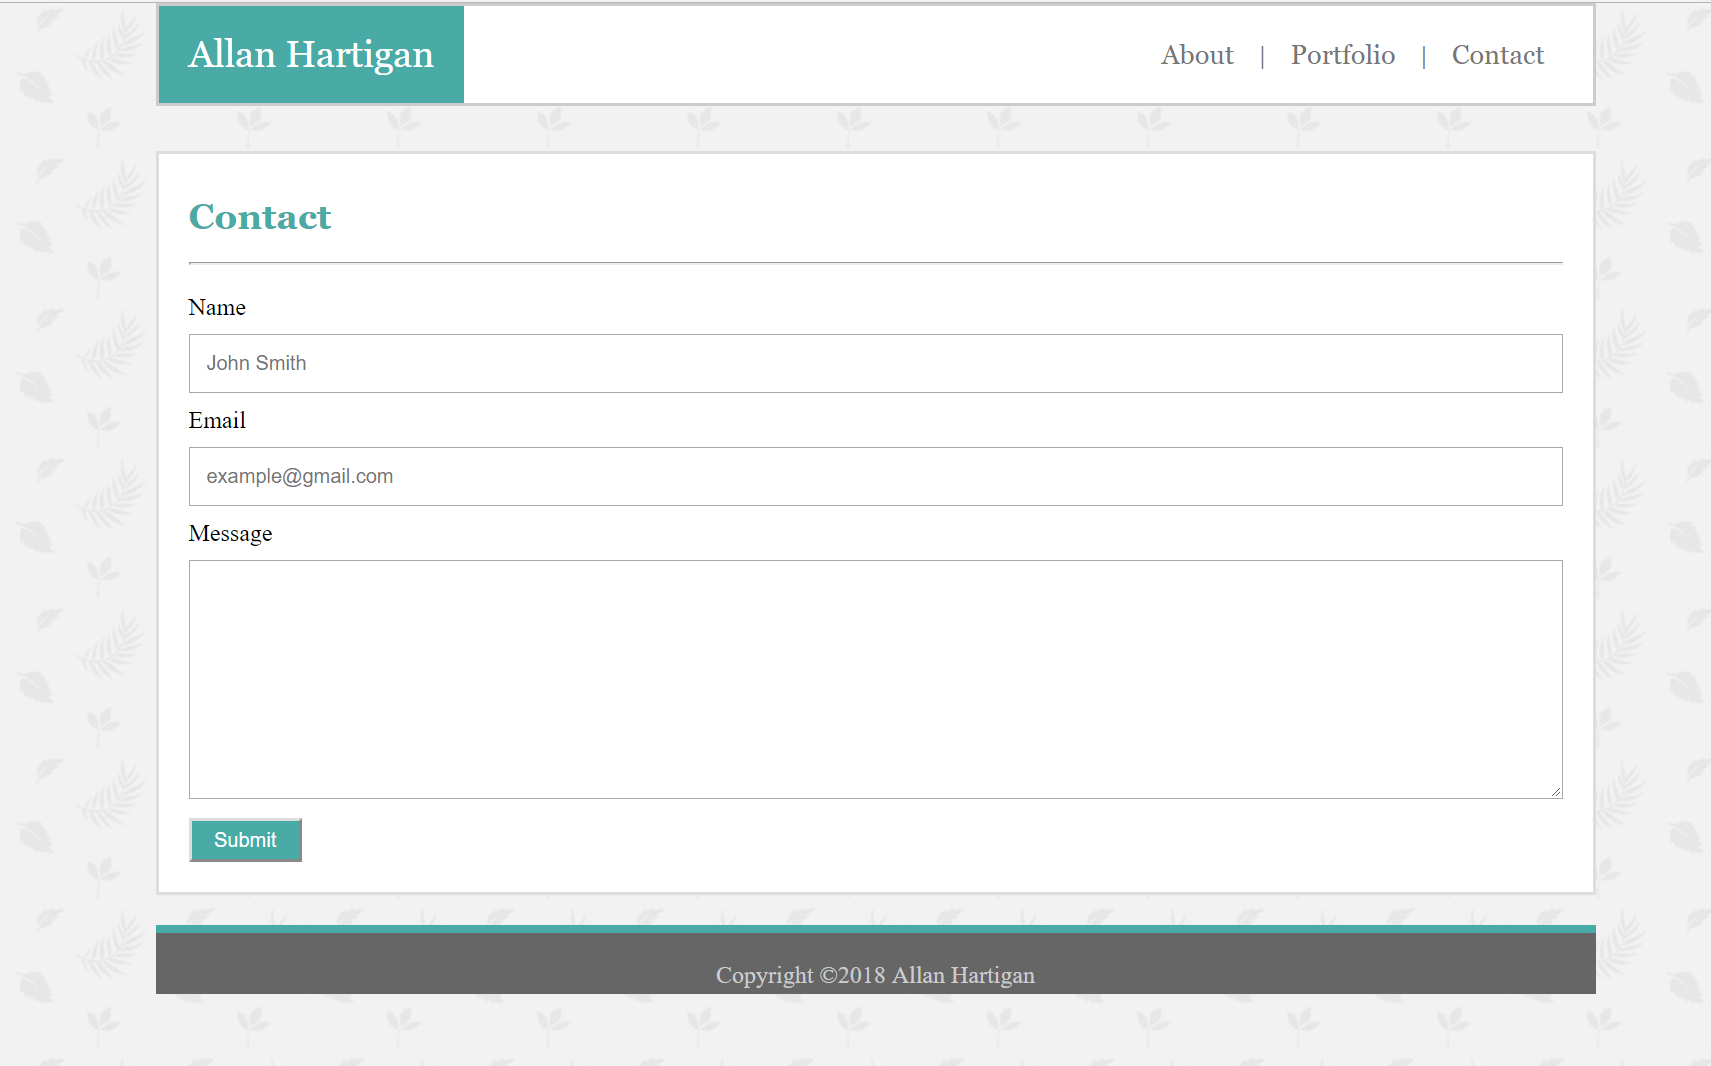 Allan Hartigan
About | Portfolio | Contact
Contact
Name
John Smith
Email
example@gmail.com
Message
Submit
Copyright ©2018 Allan Hartigan